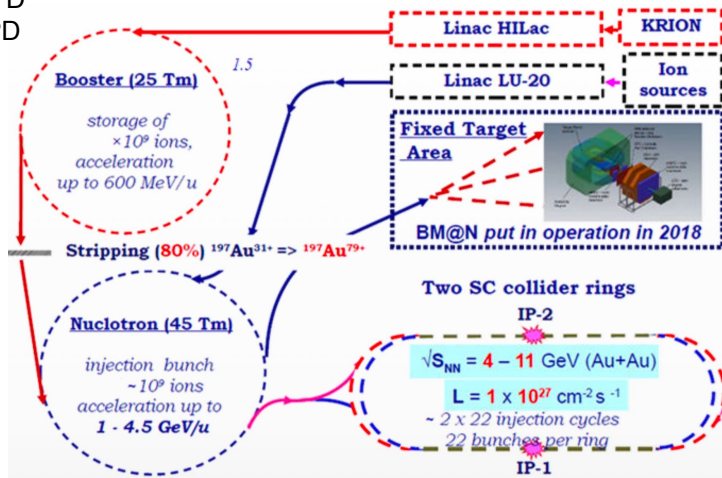 PD
Linac HILac
KRION
Booster (25 Tm)
1.5
storage of
×10⁹ ions,
acceleration
up to 600 MeV/u
Linac LU-20
Ion
sources
Fixed Target
Area
BM@N put in operation in 2018
Stripping (80%) ¹⁹⁷Au³¹⁺ => ¹⁹⁷Au⁷⁹⁺
Nuclotron (45 Tm)
injection bunch
~10⁹ ions
acceleration up to
1 - 4.5 GeV/u
Two SC collider rings
IP-2
√S_NN = 4 – 11 GeV (Au+Au)
L = 1 x 10²⁷ cm⁻² s ⁻¹
~ 2 x 22 injection cycles
22 bunches per ring
IP-1